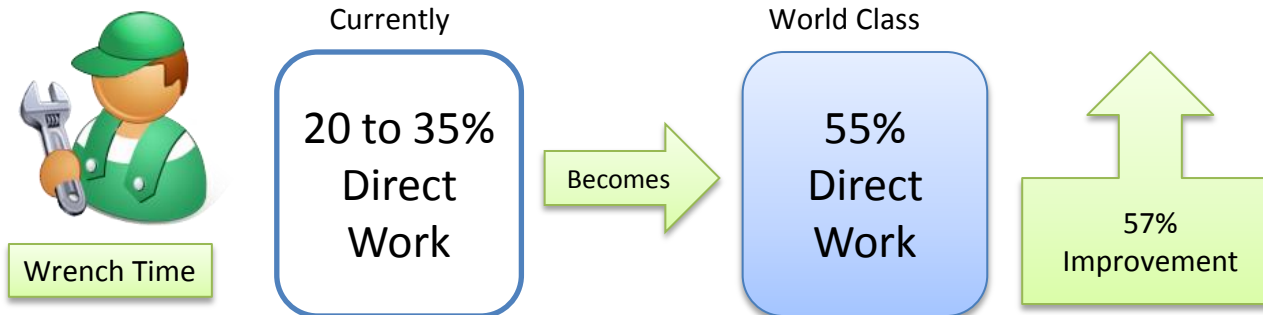 Currently
World Class
20 to 35%
Direct
Work
Becomes
55%
Direct
Work
57%
Improvement
Wrench Time